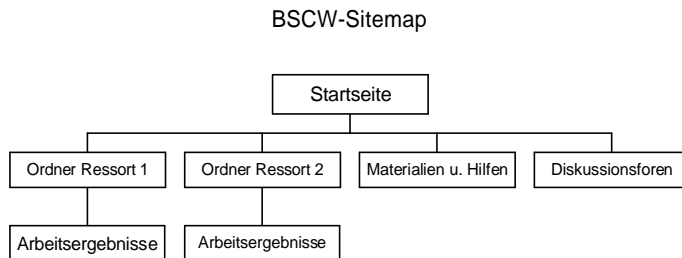 BSCW-Sitemap
Startseite
Ordner Ressort 1
Ordner Ressort 2
Materialien u. Hilfen
Diskussionsforen
Arbeitsergebnisse
Arbeitsergebnisse